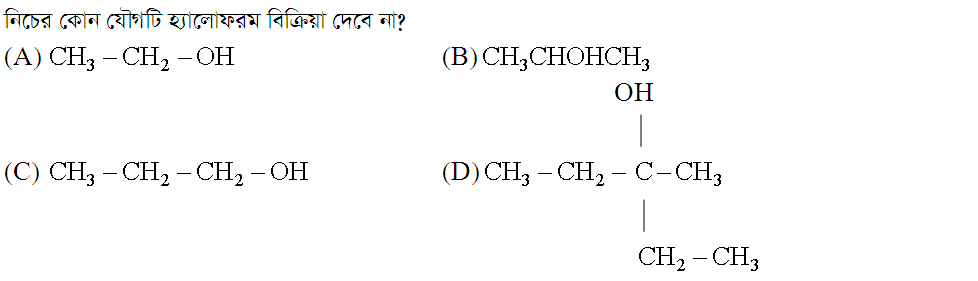 নিচের কোন যৌগটি হ্যালোফরম বিক্রিয়া দেবে না?
(A) CH₃ – CH₂ – OH
(B) CH₃CHOHCH₃
(C) CH₃ – CH₂ – CH₂ – OH
OH
|
(D) CH₃ – CH₂ – C – CH₃
|
CH₂ – CH₃